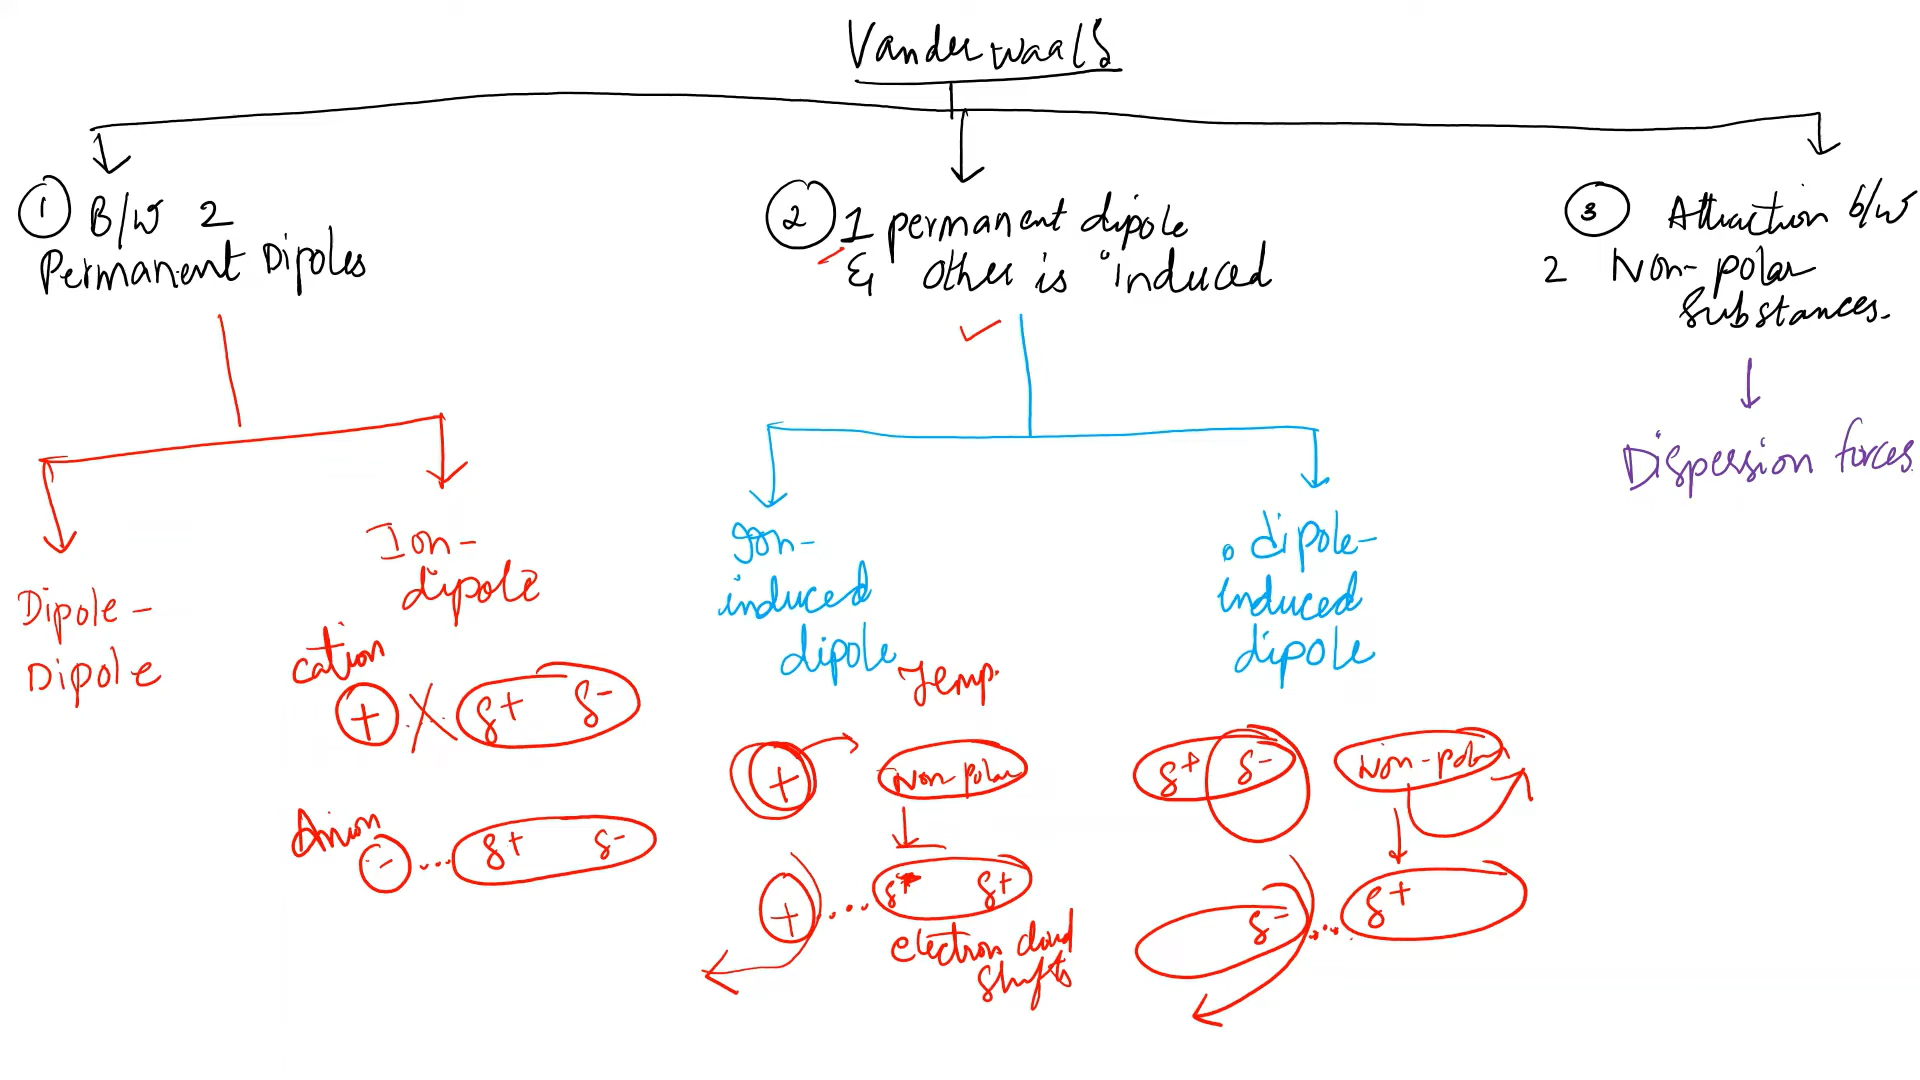 Vanderwaals
① B/W 2
Permanent Dipoles
② 1 permanent dipole
& other is induced
③ Attraction b/w
2 Non-polar
Substances.
Dispersion forces.
Dipole-
Dipole
Ion-
dipole
cation
+ X δ+ δ-
Anion
- ... δ+ δ-
Ion-
induced
dipole
Temp.
+ Non polar
+ ... δ δ+
electron cloud
shifts
dipole-
induced
dipole
δ+ δ- Non-polar
δ- ... δ+